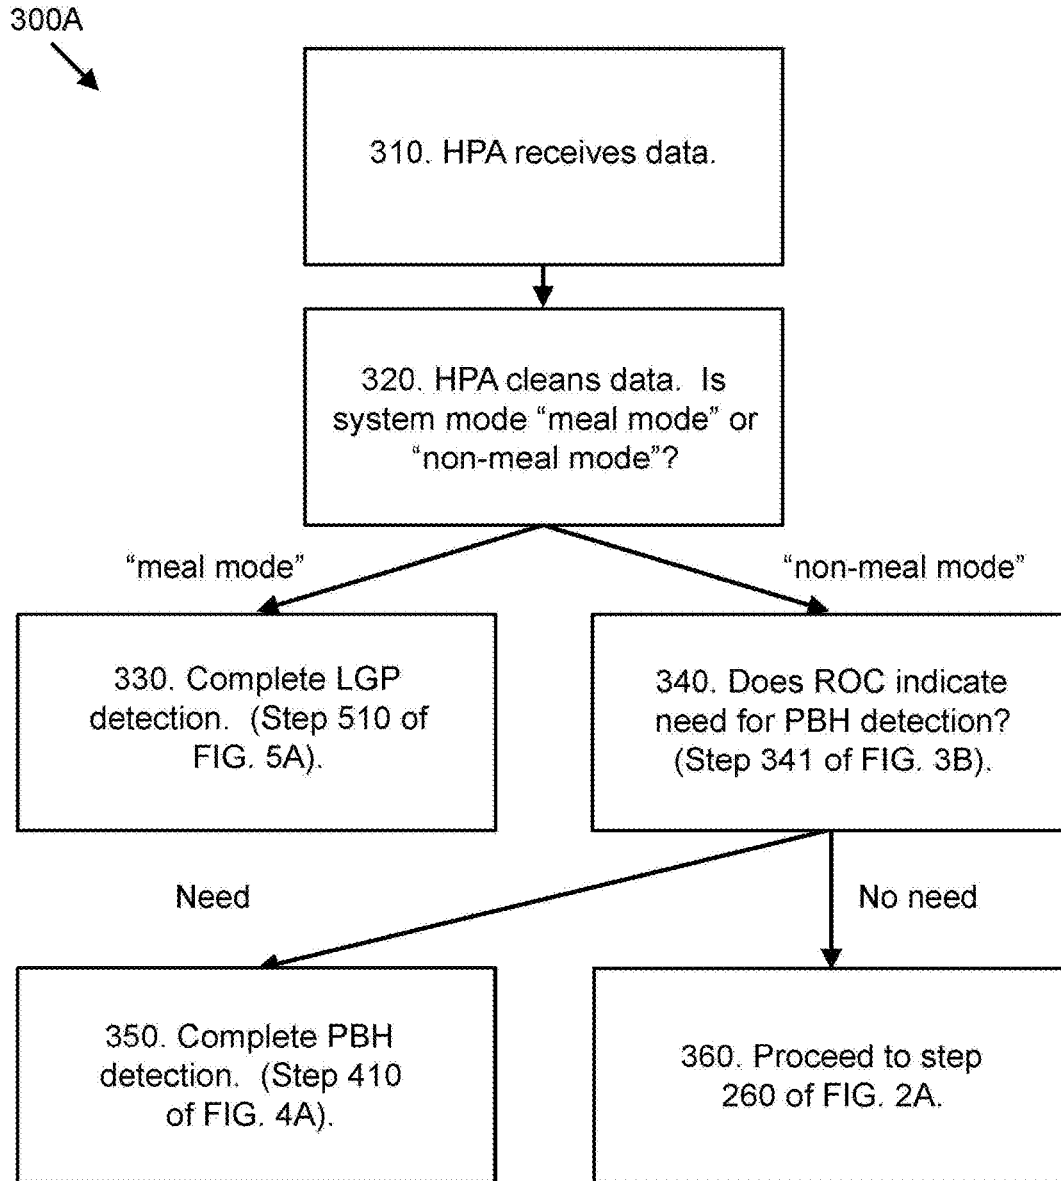 300A
310. HPA receives data.
320. HPA cleans data. Is
system mode “meal mode” or
“non-meal mode”?
“meal mode”
“non-meal mode”
330. Complete LGP
detection. (Step 510 of
FIG. 5A).
340. Does ROC indicate
need for PBH detection?
(Step 341 of FIG. 3B).
Need
No need
350. Complete PBH
detection. (Step 410
of FIG. 4A).
360. Proceed to step
260 of FIG. 2A.